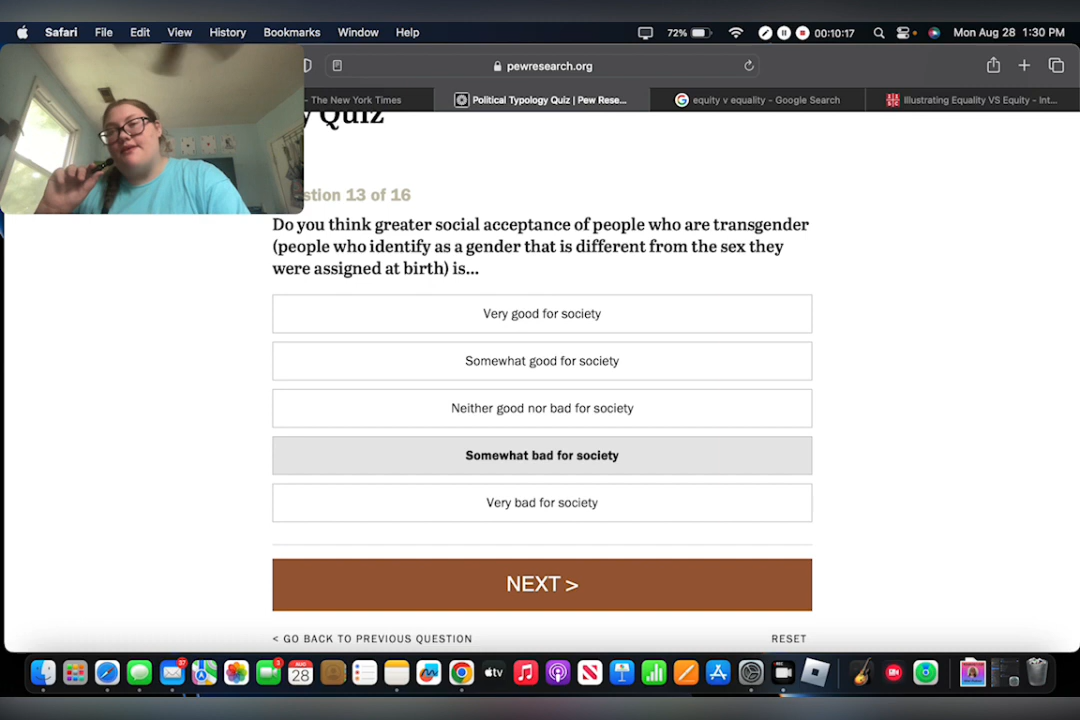 Safari File Edit View History Bookmarks Window Help 72% 00:10:17 Mon Aug 28 1:30 PM
pewresearch.org
- The New York Times Political Typology Quiz | Pew Rese... equity v equality - Google Search Illustrating Equality VS Equity - Int...
Quiz
stion 13 of 16
Do you think greater social acceptance of people who are transgender
(people who identify as a gender that is different from the sex they
were assigned at birth) is...
Very good for society
Somewhat good for society
Neither good nor bad for society
Somewhat bad for society
Very bad for society
NEXT >
< GO BACK TO PREVIOUS QUESTION RESET
37 3 AUG 28 tv